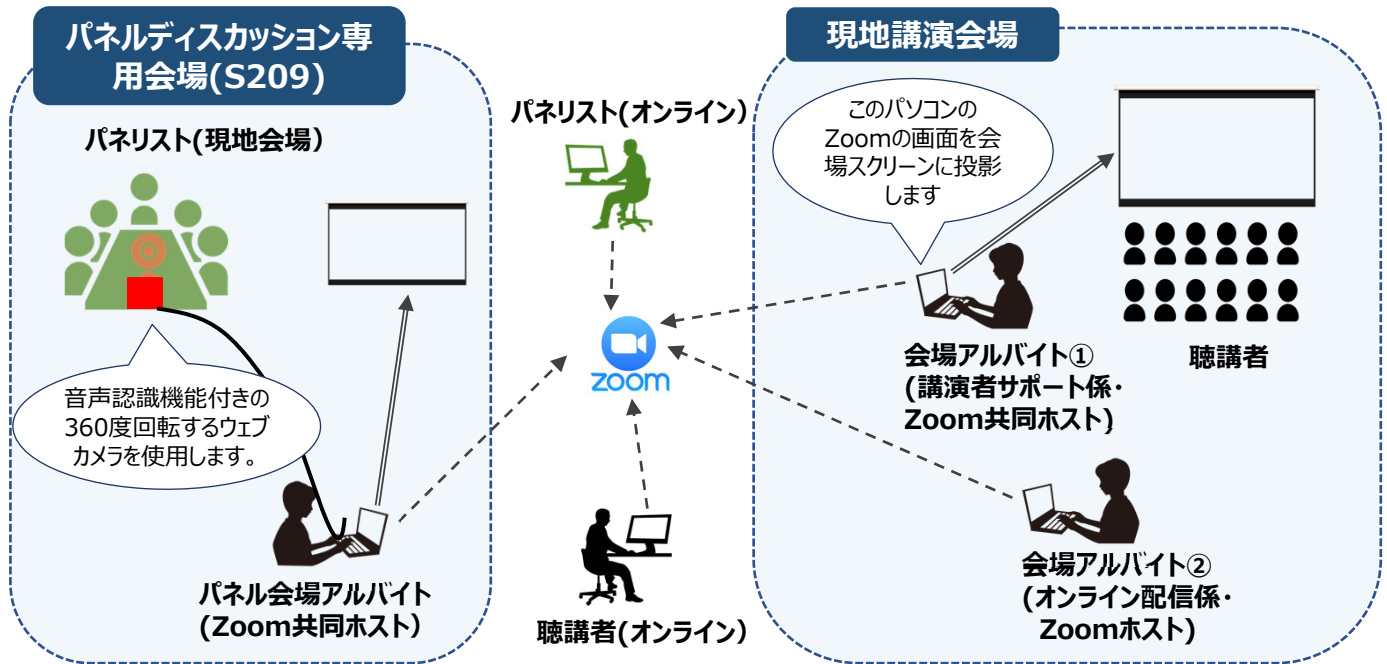 パネルディスカッション専
用会場(S209)
パネリスト(現地会場）
音声認識機能付きの
360度回転するウェブ
カメラを使用します。
パネル会場アルバイト
(Zoom共同ホスト）
パネリスト(オンライン）
zoom
聴講者(オンライン）
現地講演会場
このパソコンの
Zoomの画面を会
場スクリーンに投影
します
会場アルバイト①
(講演者サポート係・
Zoom共同ホスト)
聴講者
会場アルバイト②
(オンライン配信係・
Zoomホスト)